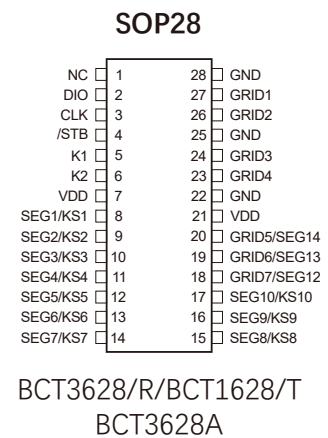 SOP28
NC 1 28 GND
DIO 2 27 GRID1
CLK 3 26 GRID2
/STB 4 25 GND
K1 5 24 GRID3
K2 6 23 GRID4
VDD 7 22 GND
SEG1/KS1 8 21 VDD
SEG2/KS2 9 20 GRID5/SEG14
SEG3/KS3 10 19 GRID6/SEG13
SEG4/KS4 11 18 GRID7/SEG12
SEG5/KS5 12 17 SEG10/KS10
SEG6/KS6 13 16 SEG9/KS9
SEG7/KS7 14 15 SEG8/KS8
BCT3628/R/BCT1628/T
BCT3628A